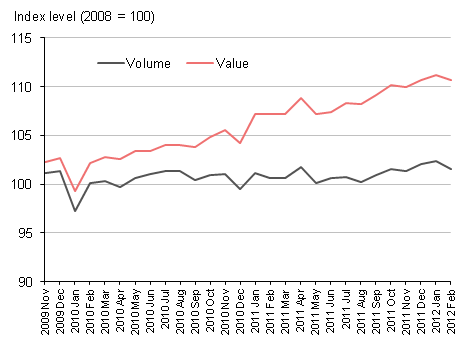 Index level (2008 = 100)
115
Volume
Value
110
105
100
95
90
2009 Nov
2009 Dec
2010 Jan
2010 Feb
2010 Mar
2010 Apr
2010 May
2010 Jun
2010 Jul
2010 Aug
2010 Sep
2010 Oct
2010 Nov
2010 Dec
2011 Jan
2011 Feb
2011 Mar
2011 Apr
2011 May
2011 Jun
2011 Jul
2011 Aug
2011 Sep
2011 Oct
2011 Nov
2011 Dec
2012 Jan
2012 Feb